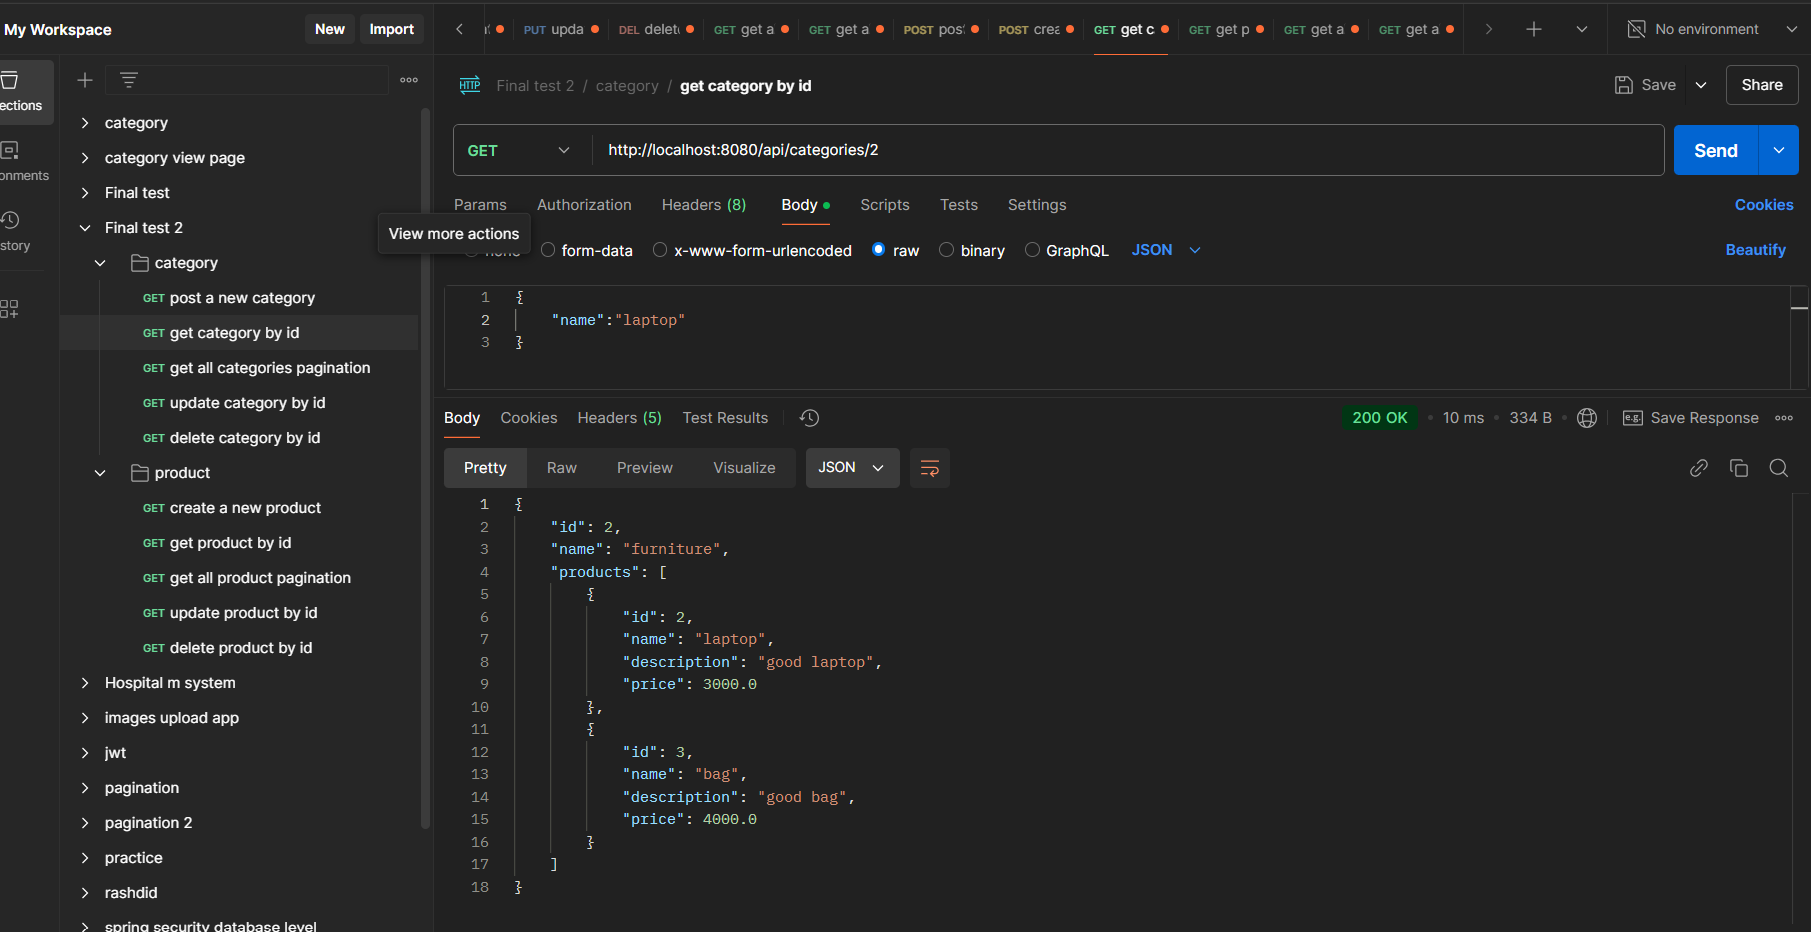 My Workspace
New
Import
PUT upda
DEL delet
GET get a
GET get a
POST pos
POST crea
GET get c
GET get p
GET get a
GET get a
No environment
ections
onments
story
category
category view page
Final test
Final test 2
category
GET post a new category
GET get category by id
GET get all categories pagination
GET update category by id
GET delete category by id
product
GET create a new product
GET get product by id
GET get all product pagination
GET update product by id
GET delete product by id
Hospital m system
images upload app
jwt
pagination
pagination 2
practice
rashdid
spring security database level
View more actions
HTTP
Final test 2 / category / get category by id
Save
Share
GET
http://localhost:8080/api/categories/2
Send
Params
Authorization
Headers (8)
Body
Scripts
Tests
Settings
Cookies
none
form-data
x-www-form-urlencoded
raw
binary
GraphQL
JSON
Beautify
1 {
2 "name":"laptop"
3 }
Body
Cookies
Headers (5)
Test Results
200 OK
10 ms
334 B
e.g.
Save Response
Pretty
Raw
Preview
Visualize
JSON
1 {
2 "id": 2,
3 "name": "furniture",
4 "products": [
5 {
6 "id": 2,
7 "name": "laptop",
8 "description": "good laptop",
9 "price": 3000.0
10 },
11 {
12 "id": 3,
13 "name": "bag",
14 "description": "good bag",
15 "price": 4000.0
16 }
17 ]
18 }